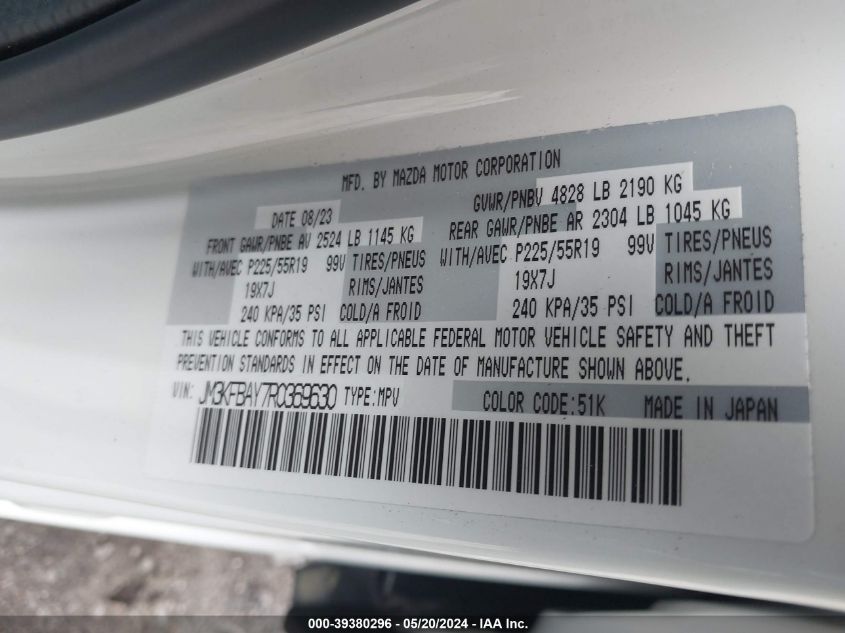 MFD. BY MAZDA MOTOR CORPORATION
DATE 08/23 GVWR/PNBV 4828 LB 2190 KG
FRONT GAWR/PNBE AV 2524 LB 1145 KG REAR GAWR/PNBE AR 2304 LB 1045 KG
WITH/AVEC P225/55R19 99V TIRES/PNEUS WITH/AVEC P225/55R19 99V TIRES/PNEUS
19X7J RIMS/JANTES 19X7J RIMS/JANTES
240 KPA/35 PSI COLD/A FROID 240 KPA/35 PSI COLD/A FROID
THIS VEHICLE CONFORMS TO ALL APPLICABLE FEDERAL MOTOR VEHICLE SAFETY AND THEFT
PREVENTION STANDARDS IN EFFECT ON THE DATE OF MANUFACTURE SHOWN ABOVE.
VIN: JM3KFBAY7R0369630 TYPE:MPV COLOR CODE:51K MADE IN JAPAN
000-39380296 - 05/20/2024 - IAA Inc.